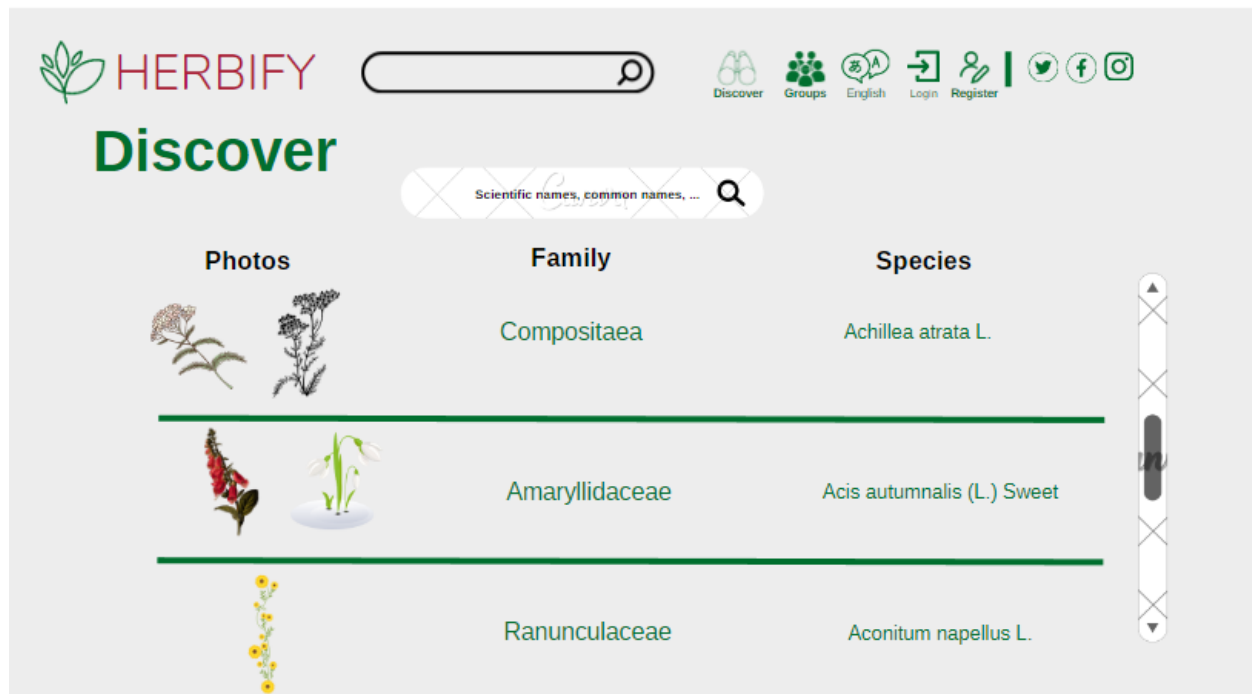 HERBIFY
Discover Groups English Login Register
Discover
Scientific names, common names, ...
Photos Family Species
Compositaea Achillea atrata L.
Amaryllidaceae Acis autumnalis (L.) Sweet
Ranunculaceae Aconitum napellus L.